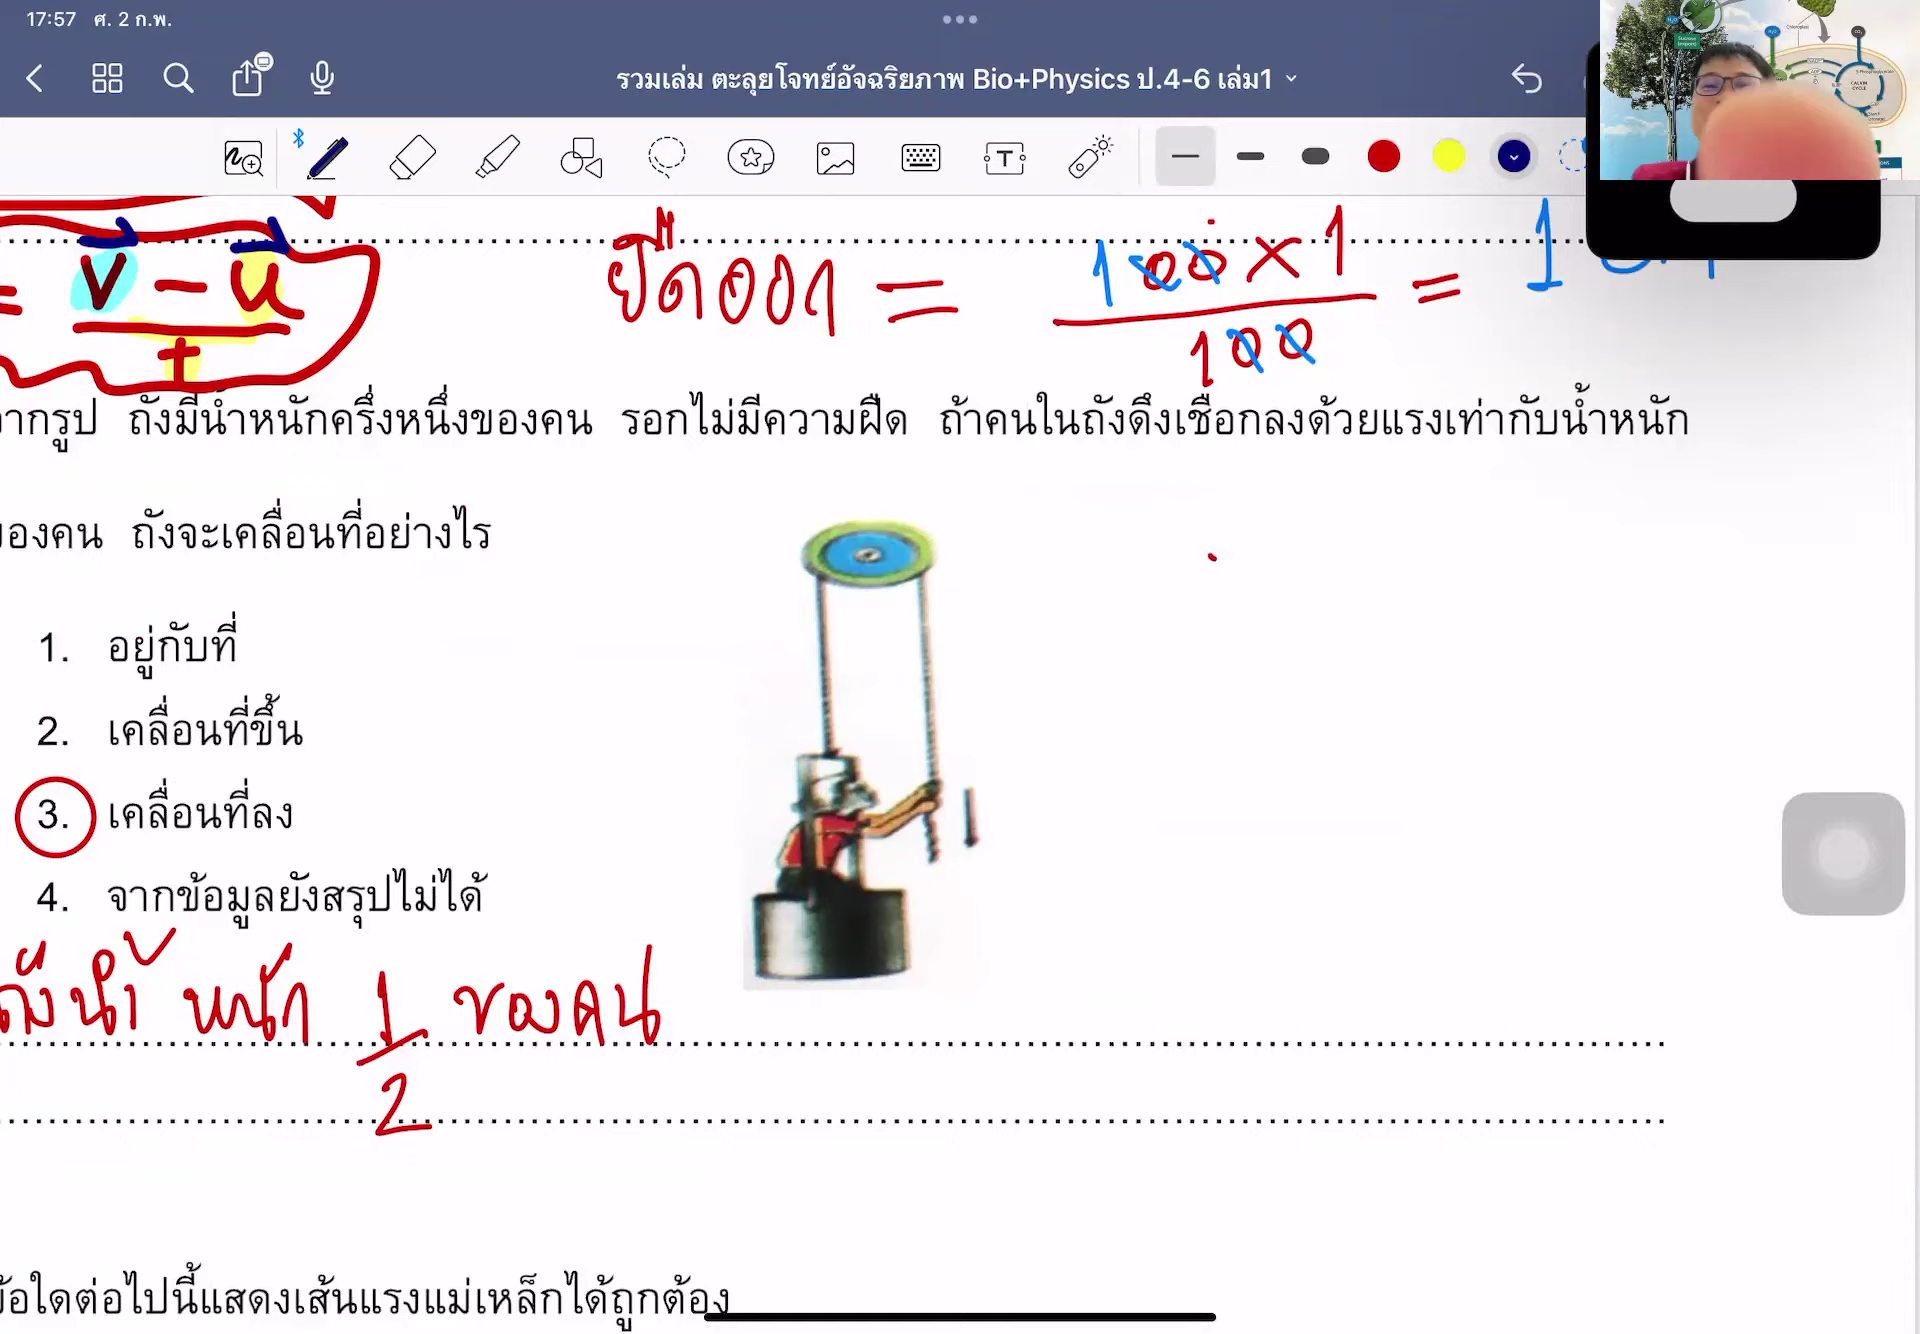 17:57 ศ. 2 ก.พ.
รวมเล่ม ตะลุยโจทย์อัจฉริยภาพ Bio+Physics ป.4-6 เล่ม1
= v - u
t
ยืดออก = 100 × 1 = 1
100
ากรูป ถังมีน้ำหนักครึ่งหนึ่งของคน รอกไม่มีความฝืด ถ้าคนในถังดึงเชือกลงด้วยแรงเท่ากับน้ำหนัก
ของคน ถังจะเคลื่อนที่อย่างไร
1. อยู่กับที่
2. เคลื่อนที่ขึ้น
3. เคลื่อนที่ลง
4. จากข้อมูลยังสรุปไม่ได้
ถังน้ำ หนัก 1 ของคน
2
ข้อใดต่อไปนี้แสดงเส้นแรงแม่เหล็กได้ถูกต้อง